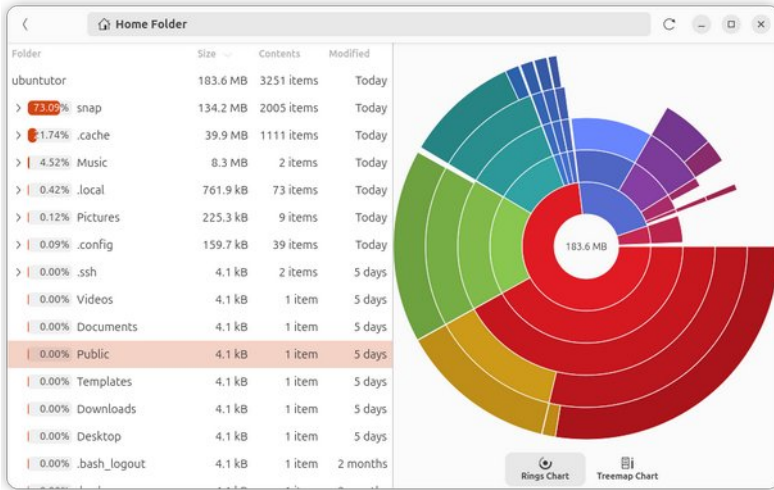 Home Folder
Folder Size Contents Modified
ubuntutor 183.6 MB 3251 items Today
73.09% snap 134.2 MB 2005 items Today
.cache 39.9 MB 1111 items Today
4.52% Music 8.3 MB 2 items Today
0.42% .local 761.9 kB 73 items Today
0.12% Pictures 225.3 kB 9 items Today
0.09% .config 159.7 kB 39 items Today
0.00% .ssh 4.1 kB 2 items 5 days
0.00% Videos 4.1 kB 1 item 5 days
0.00% Documents 4.1 kB 1 item 5 days
0.00% Public 4.1 kB 1 item 5 days
0.00% Templates 4.1 kB 1 item 5 days
0.00% Downloads 4.1 kB 1 item 5 days
0.00% Desktop 4.1 kB 1 item 5 days
0.00% .bash_logout 4.1 kB 1 item 2 months
183.6 MB
Rings Chart
Treemap Chart